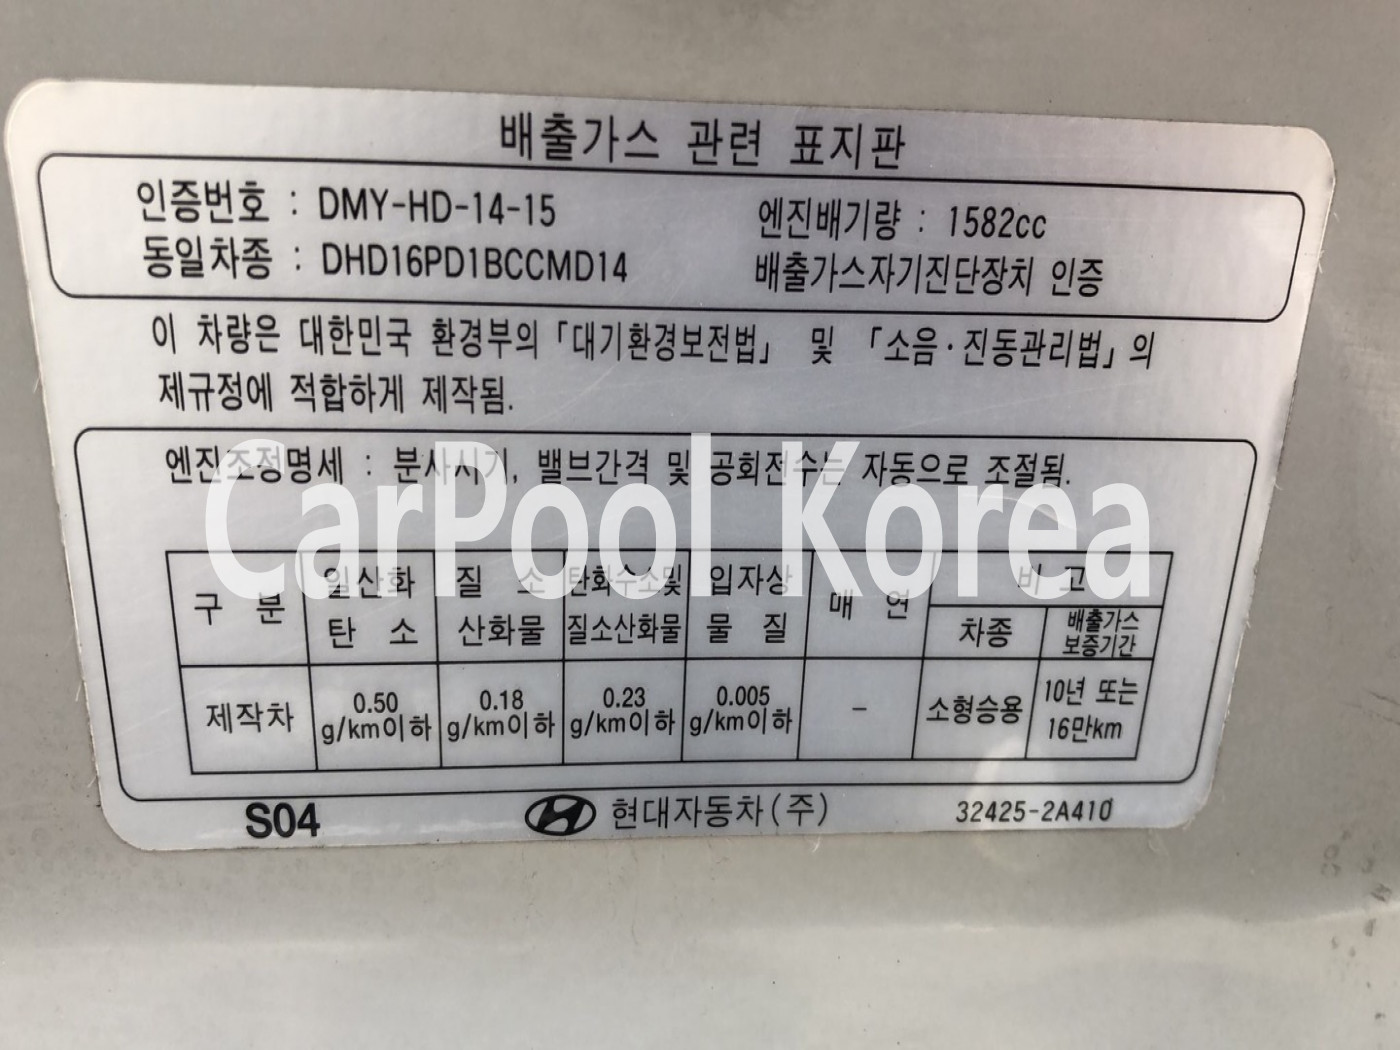 배출가스 관련 표지판
인증번호 : DMY-HD-14-15 엔진배기량 : 1582cc
동일차종 : DHD16PD1BCCMD14 배출가스자기진단장치 인증
이 차량은 대한민국 환경부의 「대기환경보전법」 및 「소음·진동관리법」의
제규정에 적합하게 제작됨.
엔진조정명세 : 분사시기, 밸브간격 및 공회전수는 자동으로 조절됨.
CarPool Korea
구 분 일산화 탄 소 질 소 산화물 탄화수소및 질소산화물 입자상 물 질 매 연 비 고
차종 배출가스 보증기간
제작차 0.50 g/km이하 0.18 g/km이하 0.23 g/km이하 0.005 g/km이하 - 소형승용 10년 또는 16만km
S04 현대자동차(주) 32425-2A410